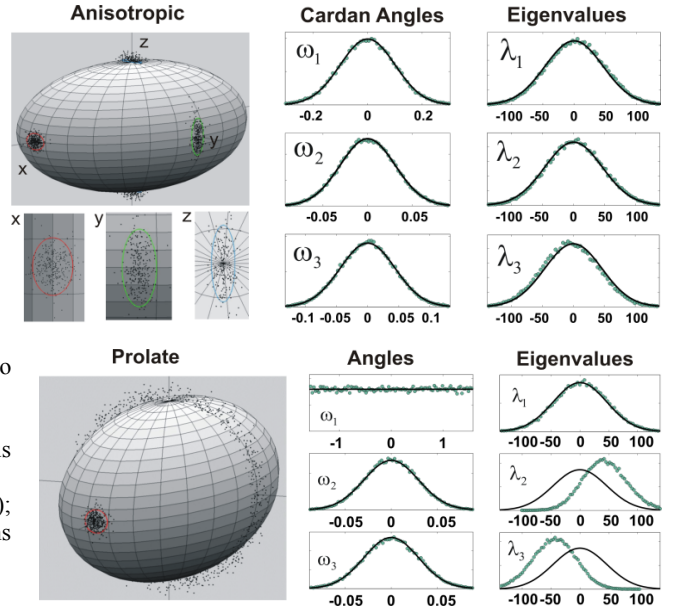 Anisotropic
Cardan Angles
Eigenvalues
z
y
x
ω1
-0.2 0 0.2
λ1
-100 -50 0 50 100
ω2
-0.05 0 0.05
λ2
-100 -50 0 50 100
x
y
z
ω3
-0.1 -0.05 0 0.05 0.1
λ3
-100 -50 0 50 100
to
Prolate
Angles
Eigenvalues
ω1
-1 0 1
λ1
-100 -50 0 50 100
is
ω2
-0.05 0 0.05
λ2
-100 -50 0 50 100
);
is
ω3
-0.05 0 0.05
λ3
-100 -50 0 50 100